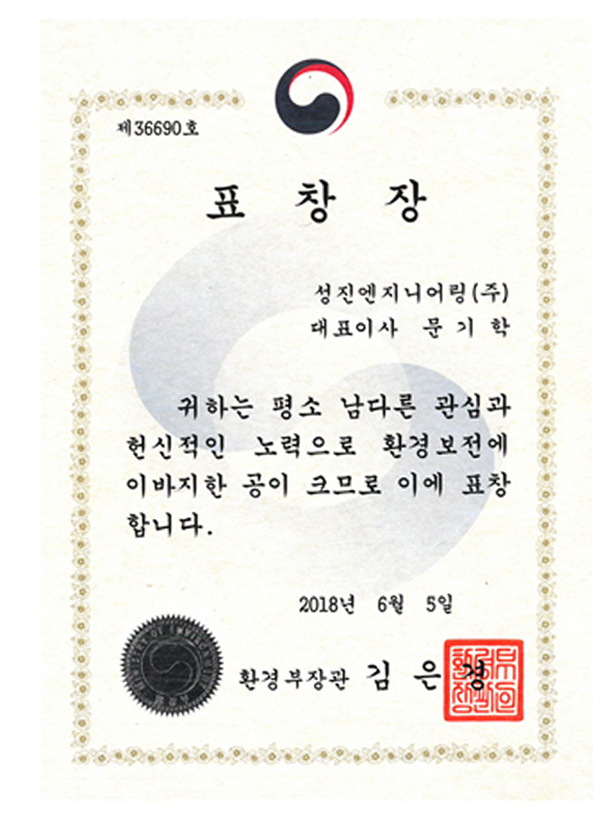 제36690호
표 창 장
성진엔지니어링(주)
대표이사 문 기 학
귀하는 평소 남다른 관심과
헌신적인 노력으로 환경보전에
이바지한 공이 크므로 이에 표창
합니다.
2018년 6월 5일
환경부장관 김 은 경